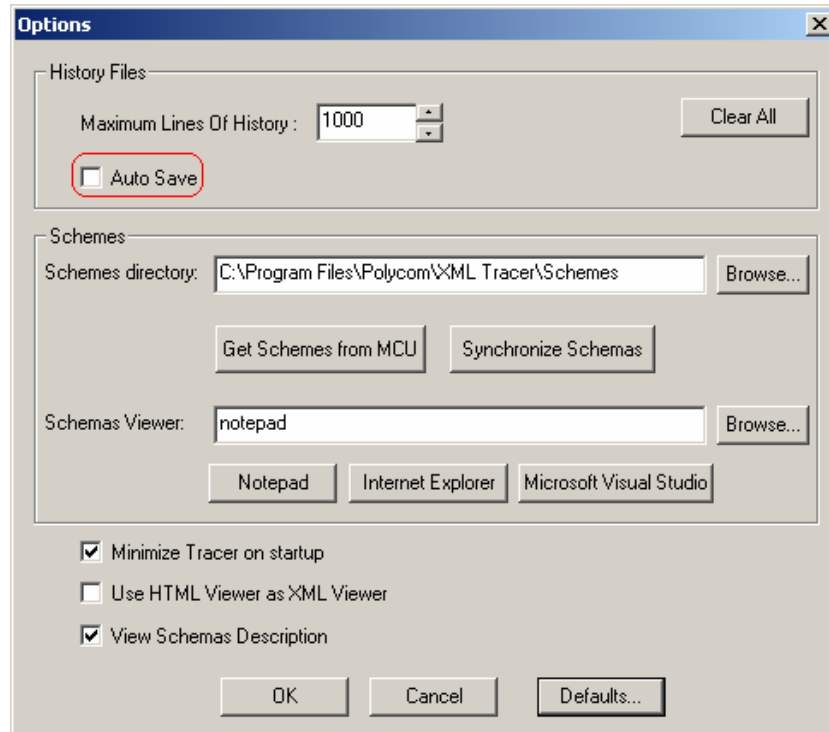 Options
History Files
Maximum Lines Of History : 1000 Clear All
Auto Save
Schemes
Schemes directory: C:\Program Files\Polycom\XML Tracer\Schemes Browse...
Get Schemes from MCU Synchronize Schemas
Schemas Viewer: notepad Browse...
Notepad Internet Explorer Microsoft Visual Studio
Minimize Tracer on startup
Use HTML Viewer as XML Viewer
View Schemas Description
OK Cancel Defaults...